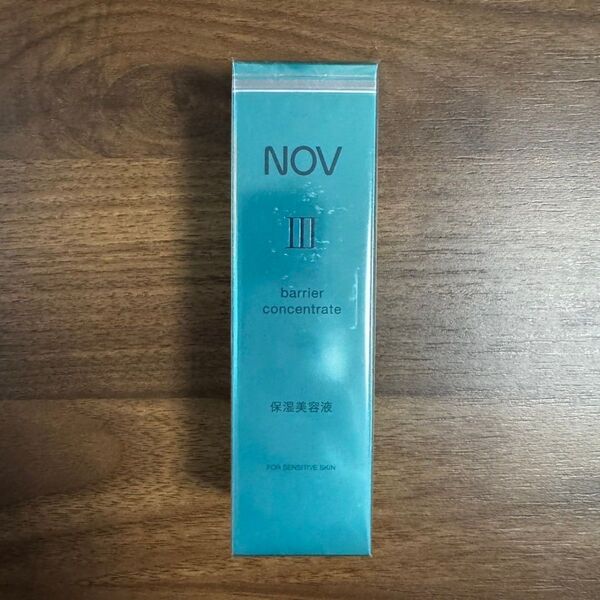 NOV
III
barrier
concentrate
保湿美容液
FOR SENSITIVE SKIN